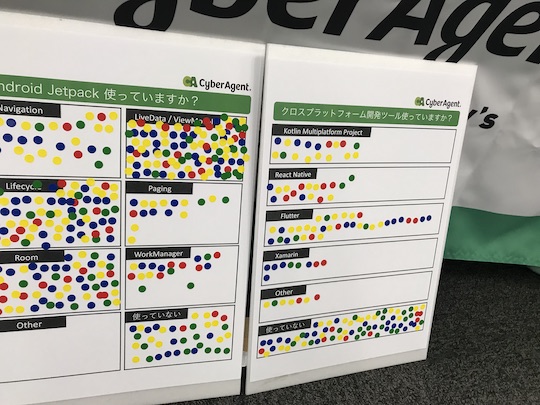 CyberAgent
y's
CyberAgent.
ndroid Jetpack 使っていますか?
Navigation
LiveData / ViewModel
Lifecycle
Paging
Room
WorkManager
Other
使っていない
CyberAgent.
クロスプラットフォーム開発ツール使っていますか?
Kotlin Multiplatform Project
React Native
Flutter
Xamarin
Other
使っていない